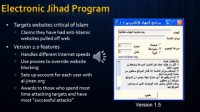 Electronic Jihad Program
Targets websites critical of Islam
Claims they have had anti-Islamic
websites pulled off web
Version 2.0 features
Handles different Internet speeds
Use proxies to override website
blocking
Sets up account for each user with
al-jinan.org
Awards to those who spend most
time attacking targets and have
most "successful attacks"
Version 1.5